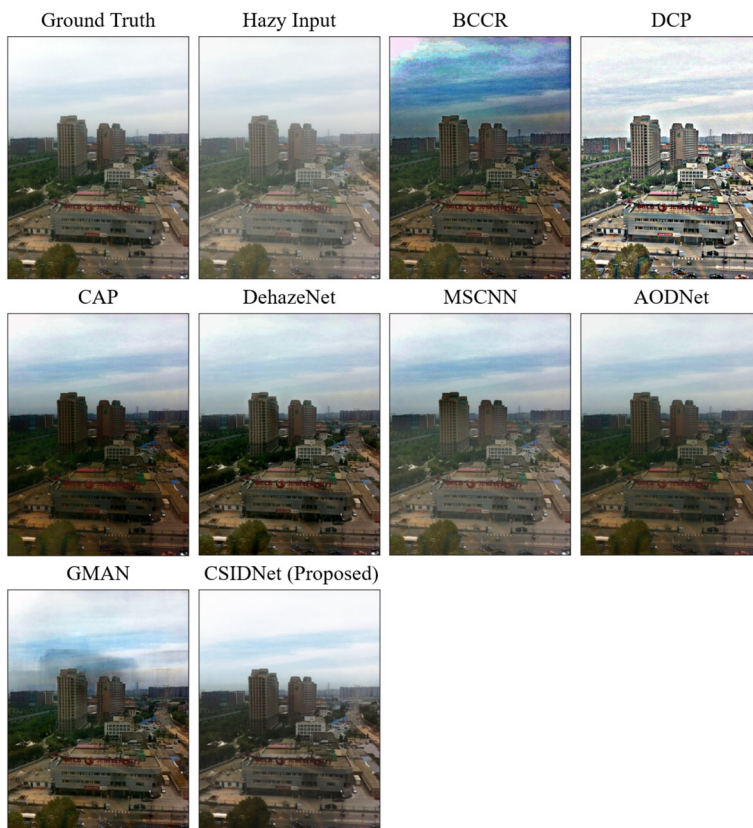 Ground Truth
Hazy Input
BCCR
DCP
CAP
DehazeNet
MSCNN
AODNet
GMAN
CSIDNet (Proposed)